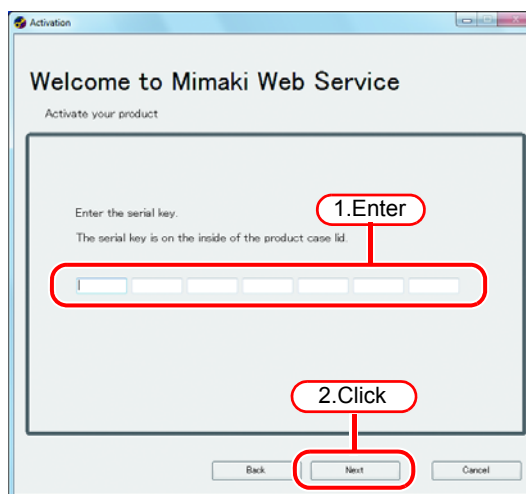 Activation
Welcome to Mimaki Web Service
Activate your product
Enter the serial key.
1.Enter
The serial key is on the inside of the product case lid.
2.Click
Back Next Cancel